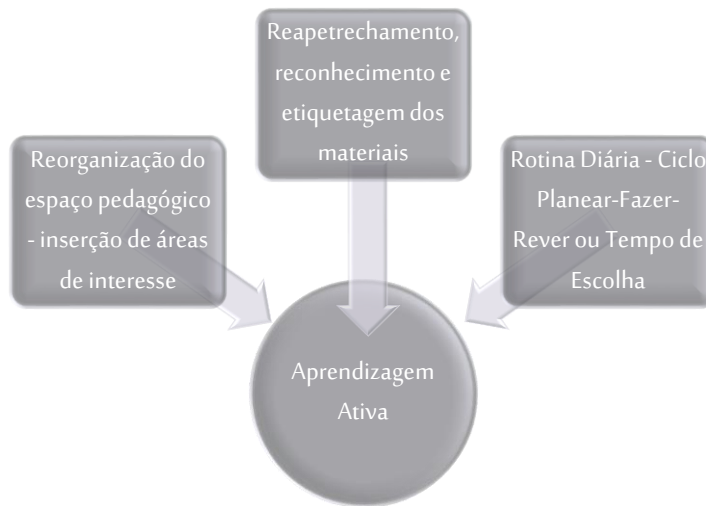 Reapetrechamento,
reconhecimento e
etiquetagem dos
materiais
Reorganização do
espaço pedagógico
- inserção de áreas
de interesse
Rotina Diária - Ciclo
Planear-Fazer-
Rever ou Tempo de
Escolha
Aprendizagem
Ativa